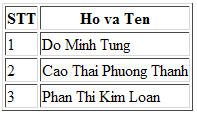 STT Ho va Ten
1 Do Minh Tung
2 Cao Thai Phuong Thanh
3 Phan Thi Kim Loan